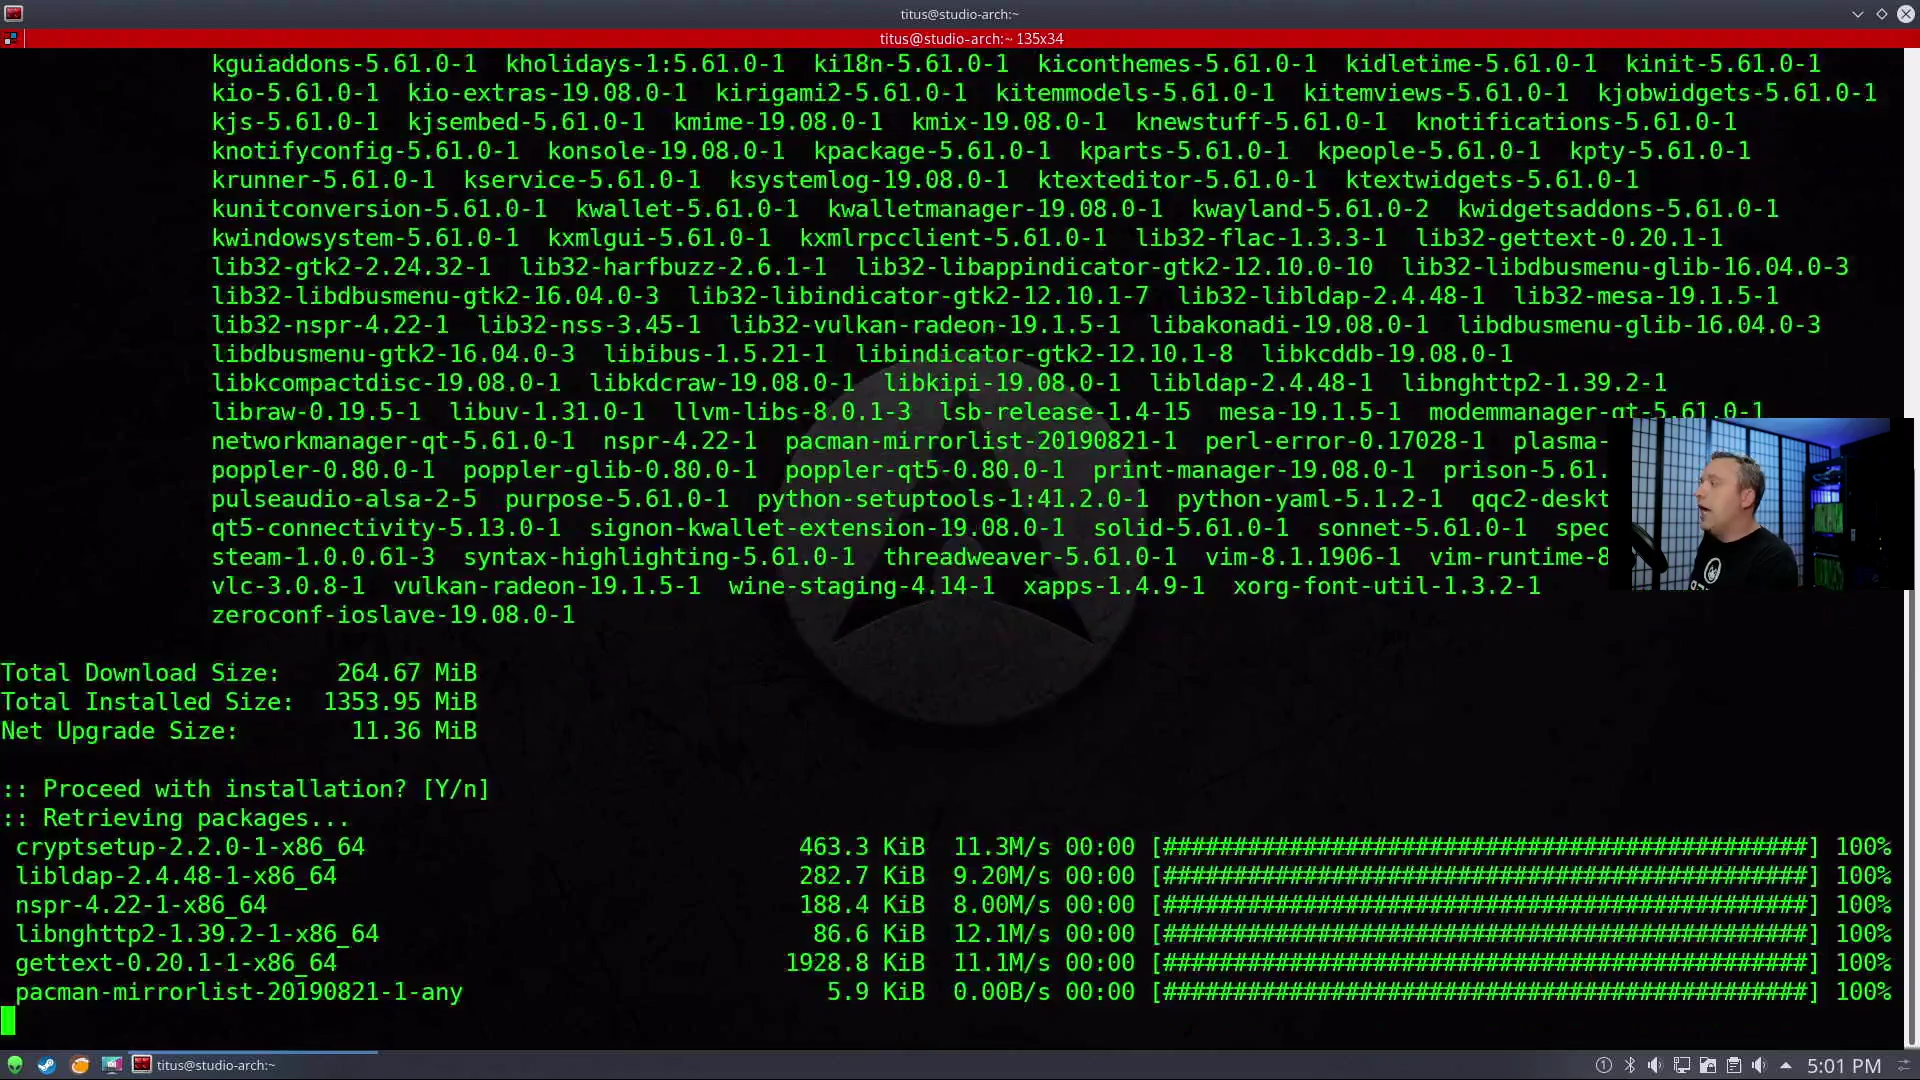 titus@studio-arch:~
titus@studio-arch:~ 135x34
kguiaddons-5.61.0-1 kholidays-1:5.61.0-1 ki18n-5.61.0-1 kiconthemes-5.61.0-1 kidletime-5.61.0-1 kinit-5.61.0-1
kio-5.61.0-1 kio-extras-19.08.0-1 kirigami2-5.61.0-1 kitemmodels-5.61.0-1 kitemviews-5.61.0-1 kjobwidgets-5.61.0-1
kjs-5.61.0-1 kjsembed-5.61.0-1 kmime-19.08.0-1 kmix-19.08.0-1 knewstuff-5.61.0-1 knotifications-5.61.0-1
knotifyconfig-5.61.0-1 konsole-19.08.0-1 kpackage-5.61.0-1 kparts-5.61.0-1 kpeople-5.61.0-1 kpty-5.61.0-1
krunner-5.61.0-1 kservice-5.61.0-1 ksystemlog-19.08.0-1 ktexteditor-5.61.0-1 ktextwidgets-5.61.0-1
kunitconversion-5.61.0-1 kwallet-5.61.0-1 kwalletmanager-19.08.0-1 kwayland-5.61.0-2 kwidgetsaddons-5.61.0-1
kwindowsystem-5.61.0-1 kxmlgui-5.61.0-1 kxmlrpcclient-5.61.0-1 lib32-flac-1.3.3-1 lib32-gettext-0.20.1-1
lib32-gtk2-2.24.32-1 lib32-harfbuzz-2.6.1-1 lib32-libappindicator-gtk2-12.10.0-10 lib32-libdbusmenu-glib-16.04.0-3
lib32-libdbusmenu-gtk2-16.04.0-3 lib32-libindicator-gtk2-12.10.1-7 lib32-libldap-2.4.48-1 lib32-mesa-19.1.5-1
lib32-nspr-4.22-1 lib32-nss-3.45-1 lib32-vulkan-radeon-19.1.5-1 libakonadi-19.08.0-1 libdbusmenu-glib-16.04.0-3
libdbusmenu-gtk2-16.04.0-3 libibus-1.5.21-1 libindicator-gtk2-12.10.1-8 libkcddb-19.08.0-1
libkcompactdisc-19.08.0-1 libkdcraw-19.08.0-1 libkipi-19.08.0-1 libldap-2.4.48-1 libnghttp2-1.39.2-1
libraw-0.19.5-1 libuv-1.31.0-1 llvm-libs-8.0.1-3 lsb-release-1.4-15 mesa-19.1.5-1 modemmanager-qt-5.61.0-1
networkmanager-qt-5.61.0-1 nspr-4.22-1 pacman-mirrorlist-20190821-1 perl-error-0.17028-1 plasma-
poppler-0.80.0-1 poppler-glib-0.80.0-1 poppler-qt5-0.80.0-1 print-manager-19.08.0-1 prison-5.61.
pulseaudio-alsa-2-5 purpose-5.61.0-1 python-setuptools-1:41.2.0-1 python-yaml-5.1.2-1 qqc2-deskt
qt5-connectivity-5.13.0-1 signon-kwallet-extension-19.08.0-1 solid-5.61.0-1 sonnet-5.61.0-1 spec
steam-1.0.0.61-3 syntax-highlighting-5.61.0-1 threadweaver-5.61.0-1 vim-8.1.1906-1 vim-runtime-8
vlc-3.0.8-1 vulkan-radeon-19.1.5-1 wine-staging-4.14-1 xapps-1.4.9-1 xorg-font-util-1.3.2-1
zeroconf-ioslave-19.08.0-1
Total Download Size: 264.67 MiB
Total Installed Size: 1353.95 MiB
Net Upgrade Size: 11.36 MiB
:: Proceed with installation? [Y/n]
:: Retrieving packages...
cryptsetup-2.2.0-1-x86_64 463.3 KiB 11.3M/s 00:00 [##############################################] 100%
libldap-2.4.48-1-x86_64 282.7 KiB 9.20M/s 00:00 [##############################################] 100%
nspr-4.22-1-x86_64 188.4 KiB 8.00M/s 00:00 [##############################################] 100%
libnghttp2-1.39.2-1-x86_64 86.6 KiB 12.1M/s 00:00 [##############################################] 100%
gettext-0.20.1-1-x86_64 1928.8 KiB 11.1M/s 00:00 [##############################################] 100%
pacman-mirrorlist-20190821-1-any 5.9 KiB 0.00B/s 00:00 [##############################################] 100%
titus@studio-arch:~
5:01 PM